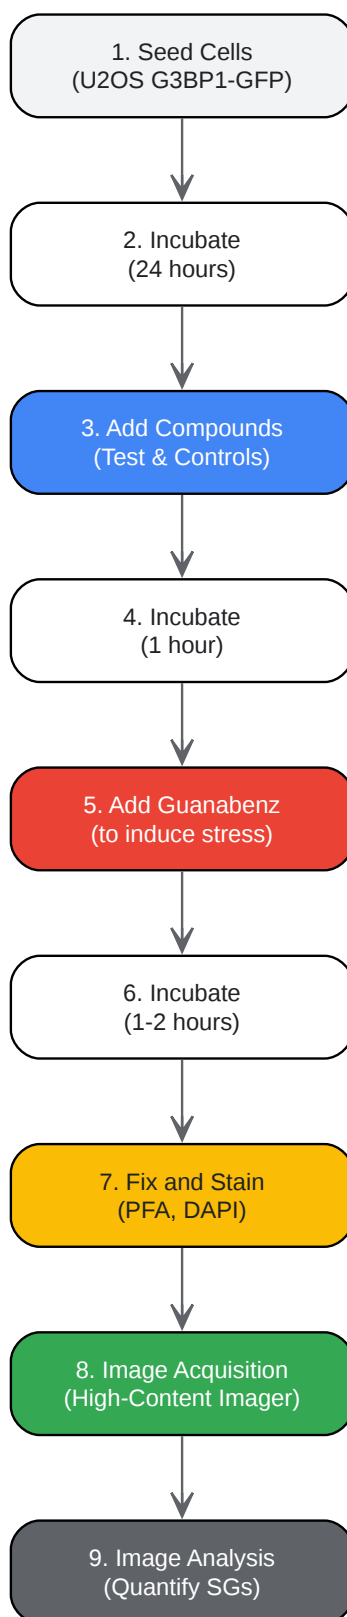 1. Seed Cells
(U2OS G3BP1-GFP)
2. Incubate
(24 hours)
3. Add Compounds
(Test & Controls)
4. Incubate
(1 hour)
5. Add Guanabenz
(to induce stress)
6. Incubate
(1-2 hours)
7. Fix and Stain
(PFA, DAPI)
8. Image Acquisition
(High-Content Imager)
9. Image Analysis
(Quantify SGs)